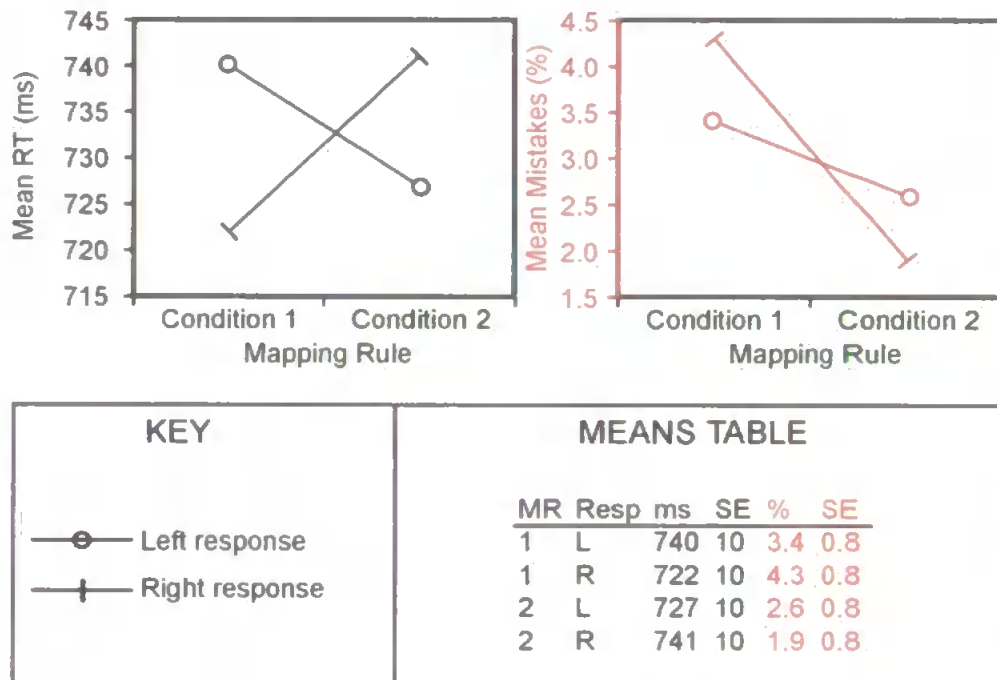 Mean RT (ms)
745
740
735
730
725
720
715
Condition 1 Condition 2
Mapping Rule
Mean Mistakes (%)
4.5
4.0
3.5
3.0
2.5
2.0
1.5
Condition 1 Condition 2
Mapping Rule
KEY
Left response
Right response
MEANS TABLE
MR Resp ms SE % SE
1 L 740 10 3.4 0.8
1 R 722 10 4.3 0.8
2 L 727 10 2.6 0.8
2 R 741 10 1.9 0.8